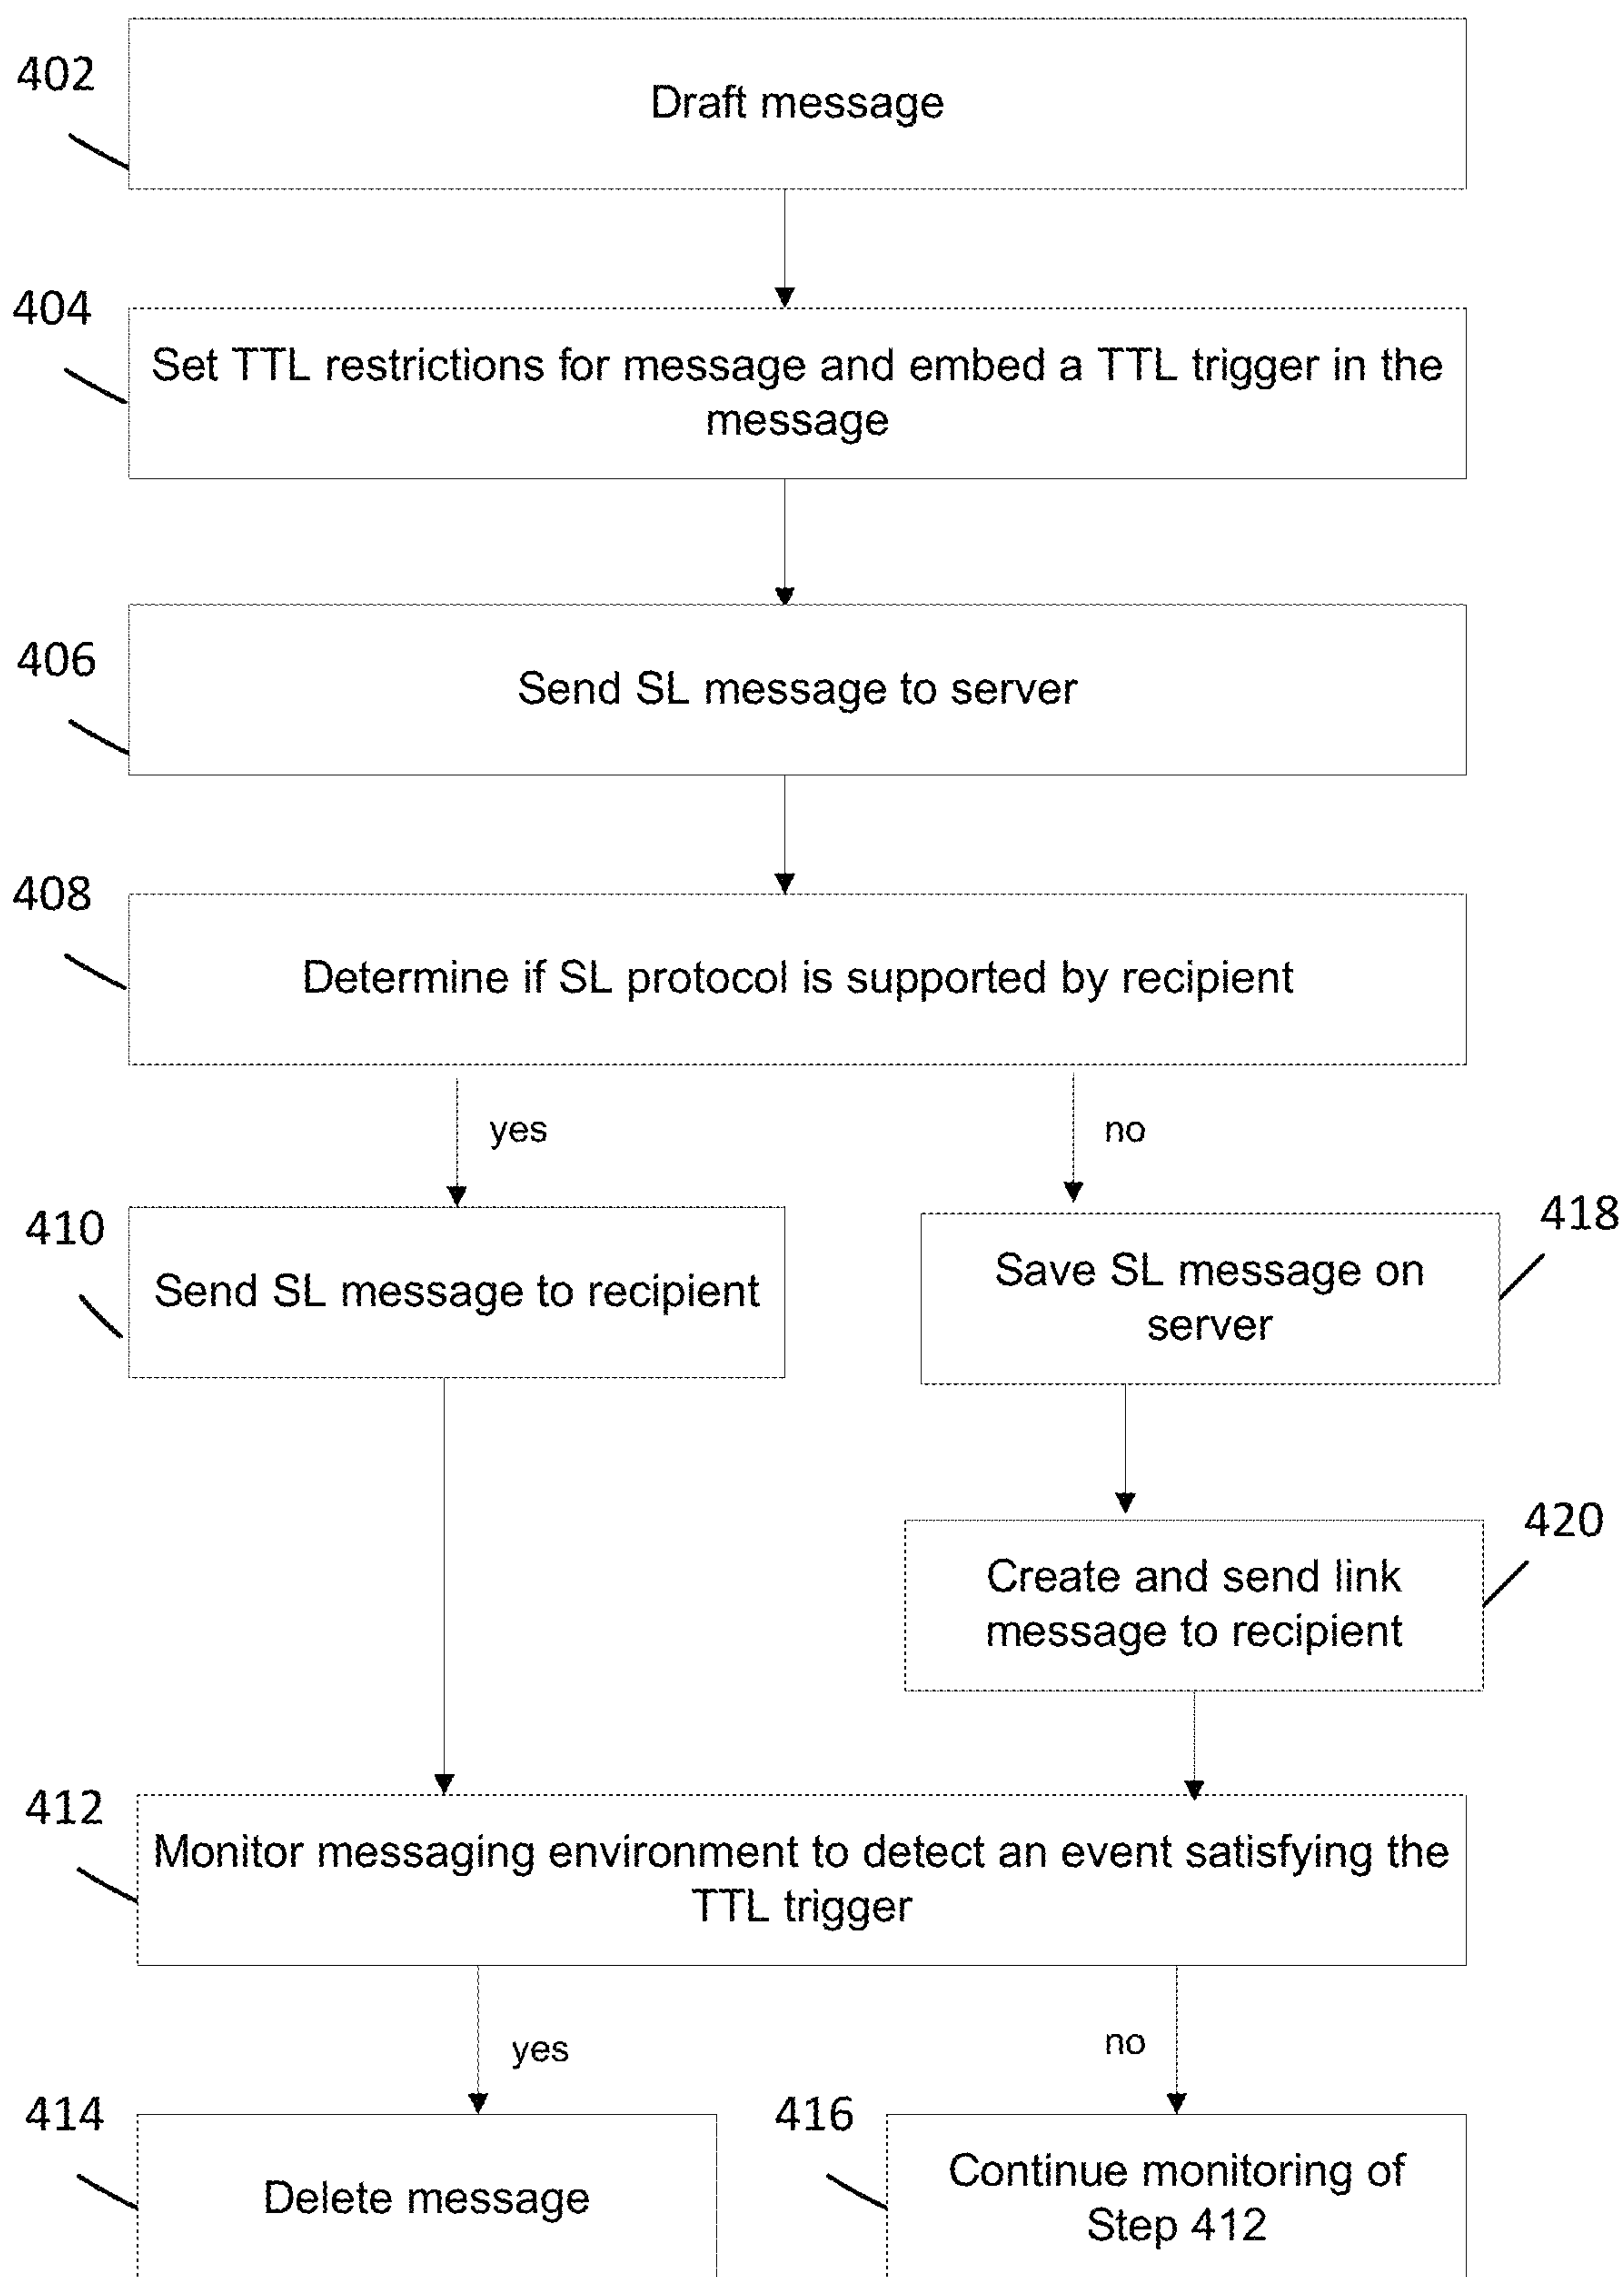 402
Draft message
404
Set TTL restrictions for message and embed a TTL trigger in the
message
406
Send SL message to server
408
Determine if SL protocol is supported by recipient
yes
no
410
Send SL message to recipient
418
Save SL message on
server
420
Create and send link
message to recipient
412
Monitor messaging environment to detect an event satisfying the
TTL trigger
yes
no
414
Delete message
416
Continue monitoring of
Step 412